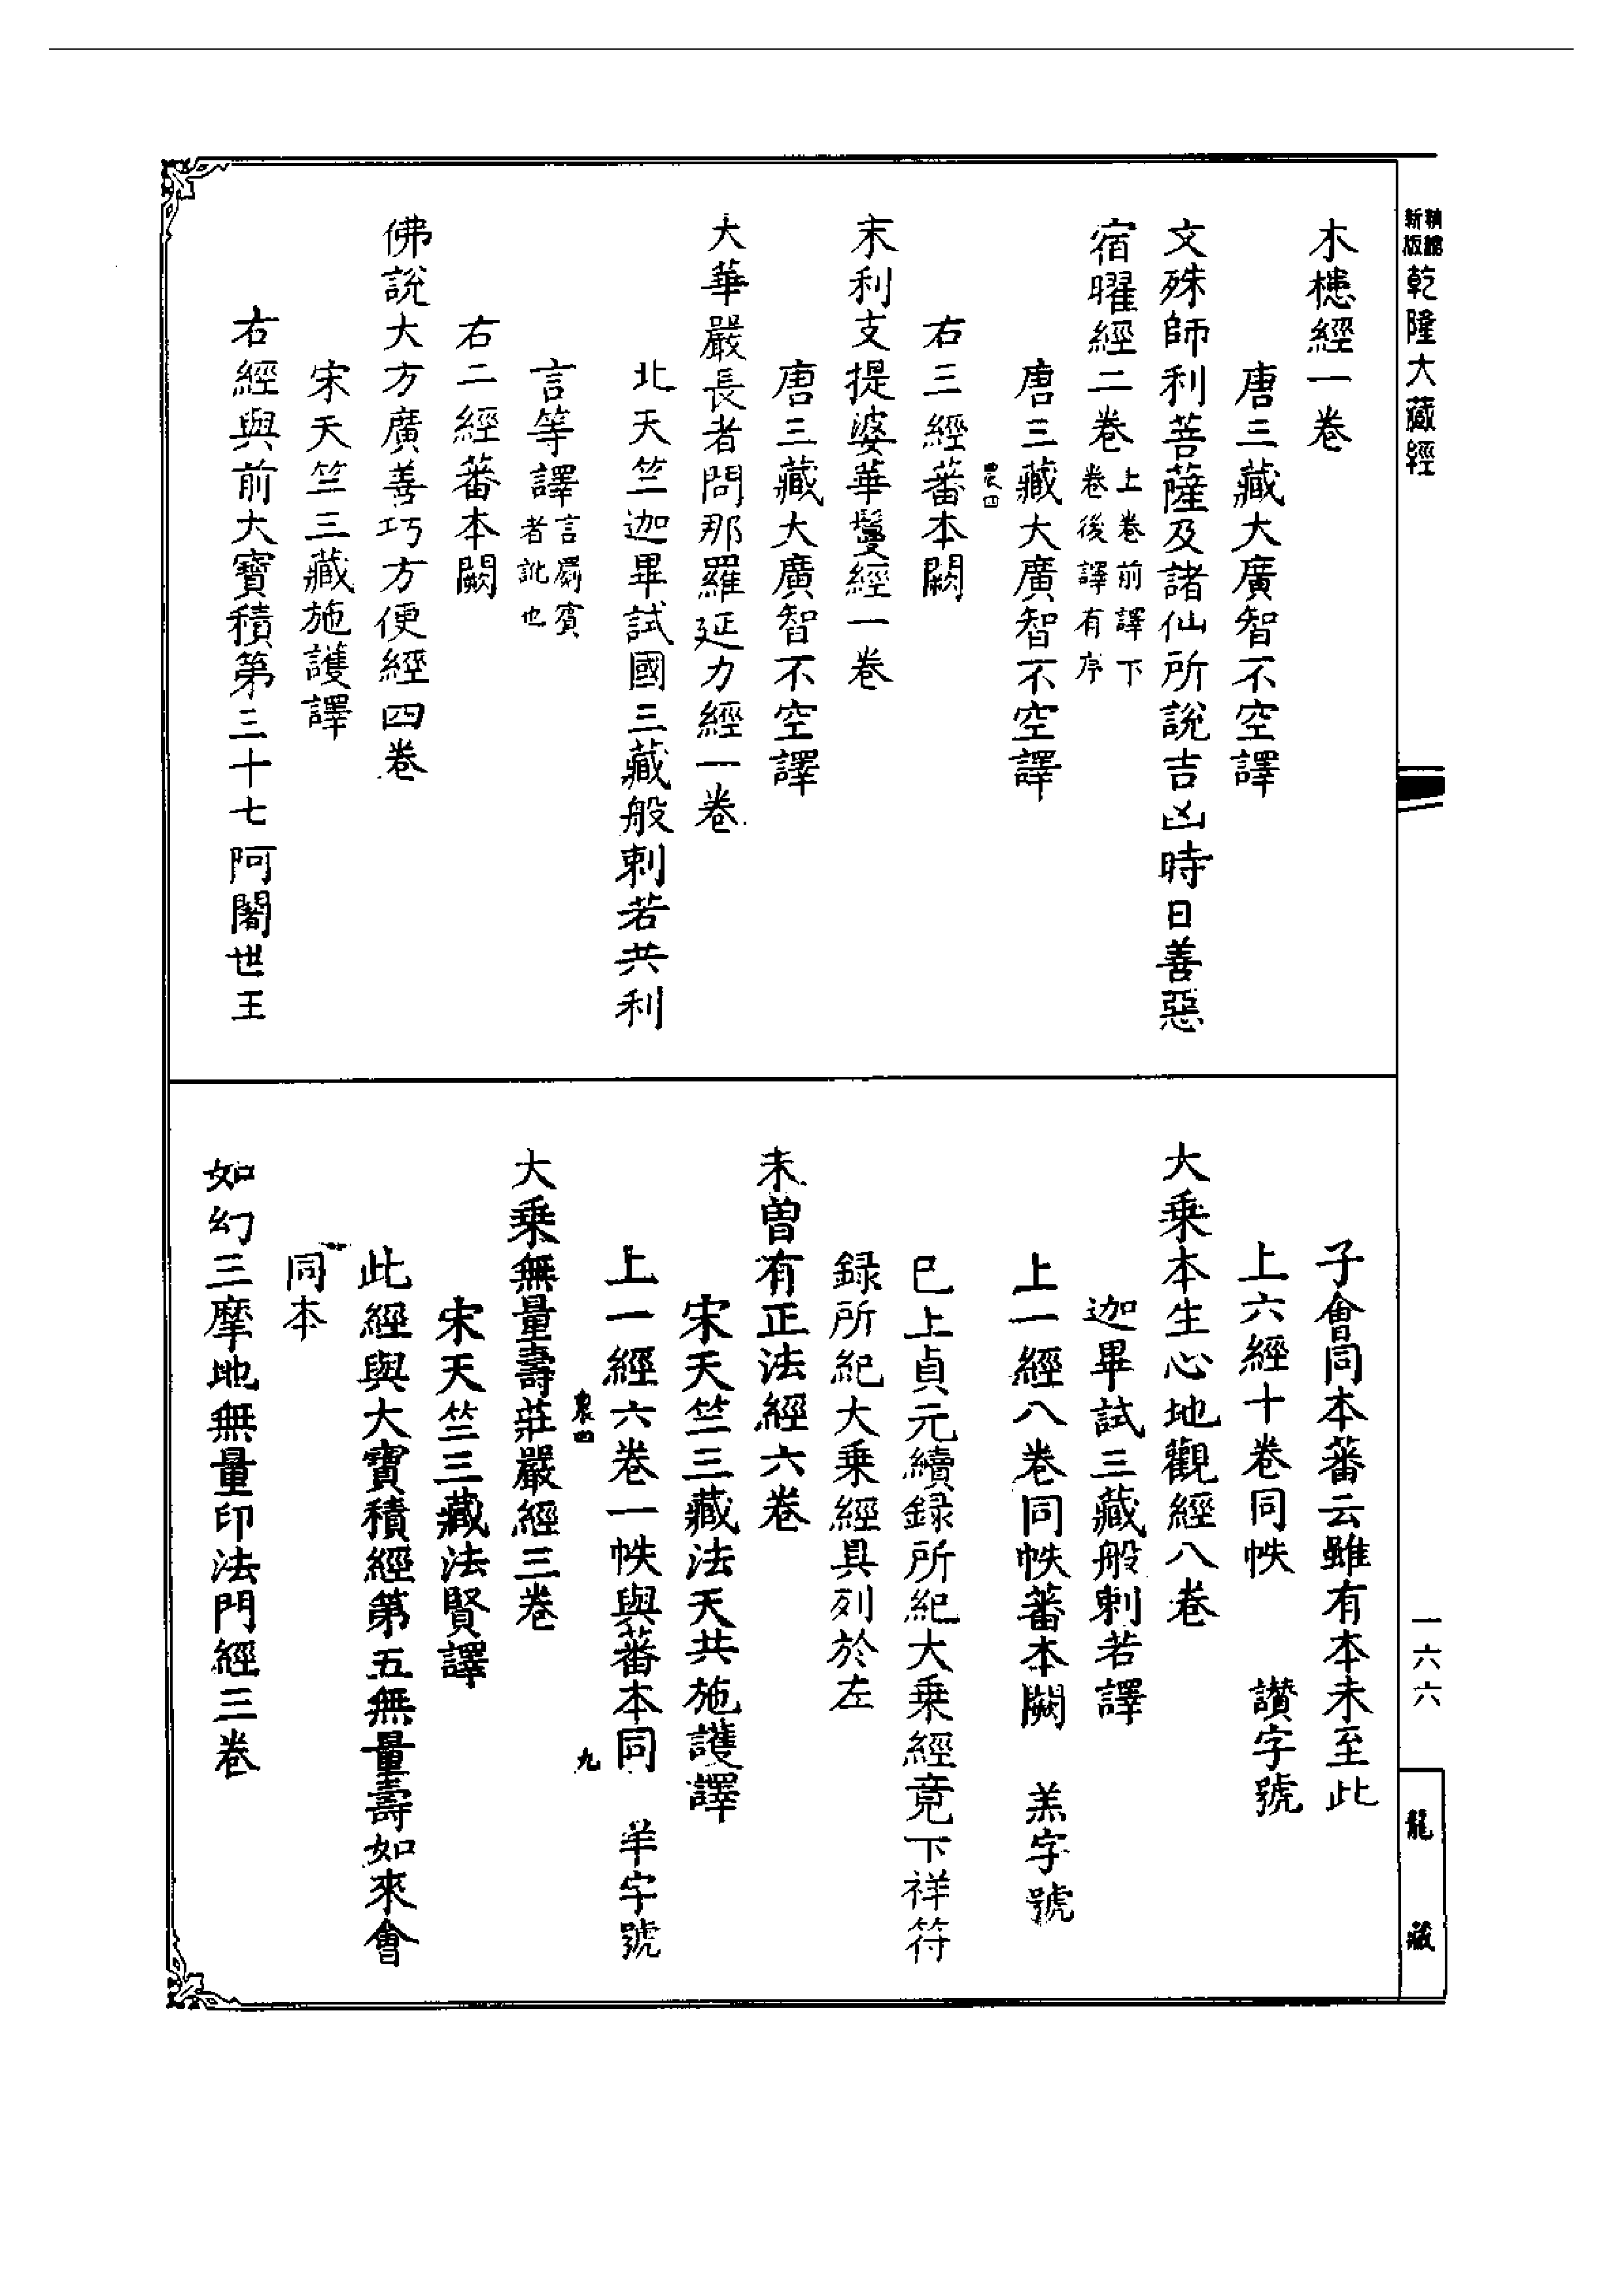 精縮
新版
乾隆大藏經
木槵經一卷
唐三藏大廣智不空譯
文殊師利菩薩及諸仙所說吉凶時日善惡
宿曜經二卷上卷前譯下
卷後譯有序
唐三藏大廣智不空譯
右三經蕃本闕
末利支提婆華鬘經一卷
唐三藏大廣智不空譯
大華嚴長者問那羅延力經一卷
北天竺迦畢試國三藏般剌若共利
言等譯言罽賓
者訛也
右二經蕃本闕
佛說大方廣善巧方便經四卷
宋天竺三藏施護譯
右經與前大寶積第三十七阿闍世王
子會同本蕃云雖有本未至此
上六經十卷同帙 讃字號
大乘本生心地觀經八卷
迦畢試三藏般剌若譯
上一經八卷同帙蕃本闕 羔字號
巳上貞元續録所紀大乘經竟下祥符
録所紀大乘經具列於左
未曾有正法經六卷
宋天竺三藏法天共施護譯
上一經六卷一帙與蕃本同 羊字號
九
大乘無量壽莊嚴經三卷
宋天竺三藏法賢譯
此經與大寶積經第五無量壽如來會
同本
如幻三摩地無量印法門經三卷
一六六
龍藏